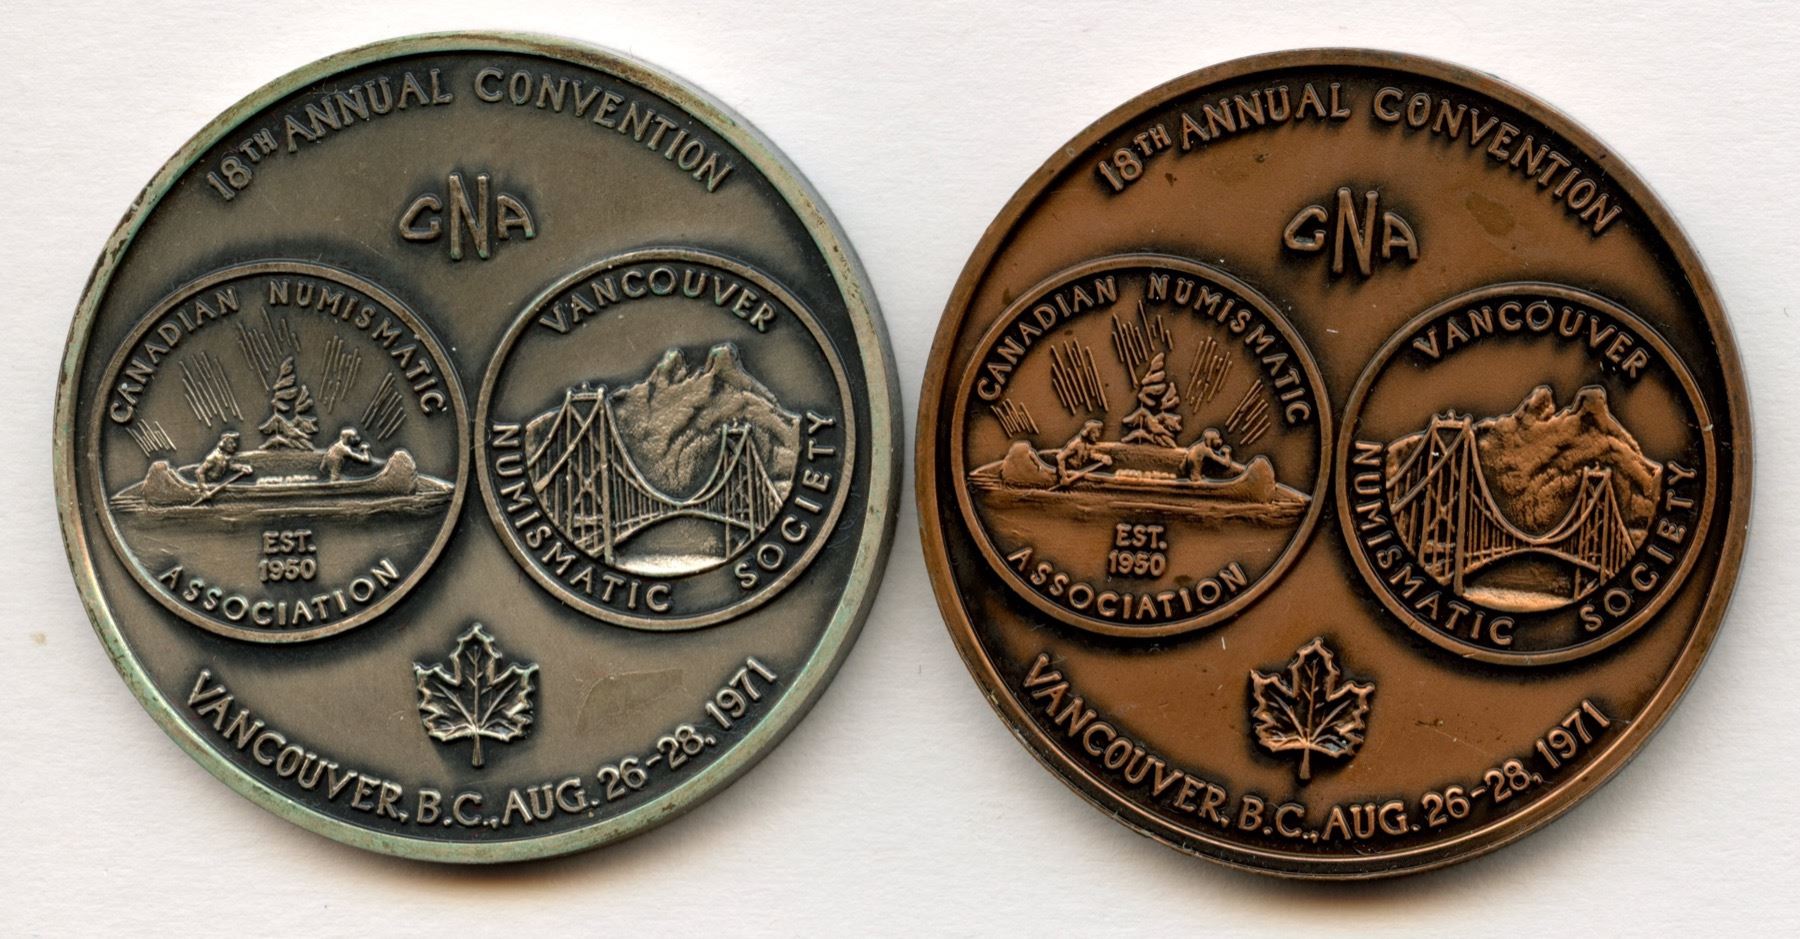 18TH ANNUAL CONVENTION
CNA
CANADIAN NUMISMATIC
EST.
1950
ASSOCIATION
VANCOUVER
NUMISMATIC SOCIETY
VANCOUVER, B.C., AUG. 26-28, 1971
18TH ANNUAL CONVENTION
CNA
CANADIAN NUMISMATIC
EST.
1950
ASSOCIATION
VANCOUVER
NUMISMATIC SOCIETY
VANCOUVER, B.C., AUG. 26-28, 1971